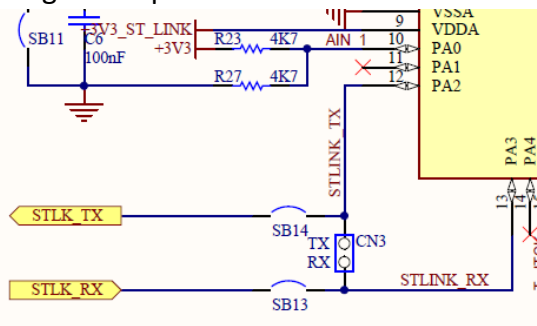 VSSA
9
VDDA
+3V3_ST_LINK
SB11
C6
100nF
+3V3
R23
4K7
AIN_1
10
PA0
11
PA1
R27
4K7
12
PA2
STLINK_TX
PA3
PA4
13
14
STLK_TX
SB14
TX
CN3
RX
STLINK_RX
STLK_RX
SB13